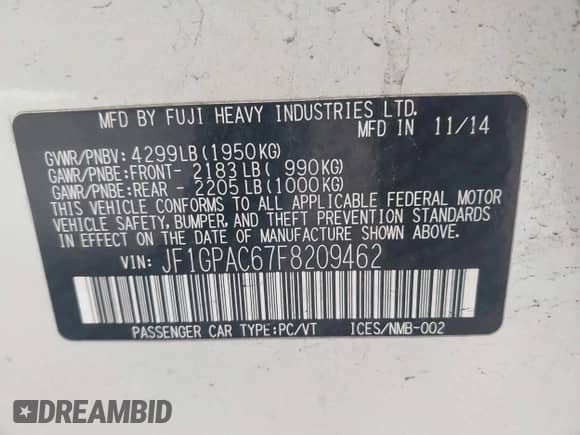 MFD BY FUJI HEAVY INDUSTRIES LTD.
MFD IN 11/14
GVWR/PNBV: 4299LB(1950KG)
GAWR/PNBE:FRONT- 2183LB( 990KG)
GAWR/PNBE:REAR - 2205LB(1000KG)
THIS VEHICLE CONFORMS TO ALL APPLICABLE FEDERAL MOTOR
VEHICLE SAFETY, BUMPER, AND THEFT PREVENTION STANDARDS
IN EFFECT ON THE DATE OF MANUFACTURE SHOWN ABOVE.
VIN: JF1GPAC67F8209462
PASSENGER CAR TYPE:PC/VT ICES/NMB-002
DREAMBID